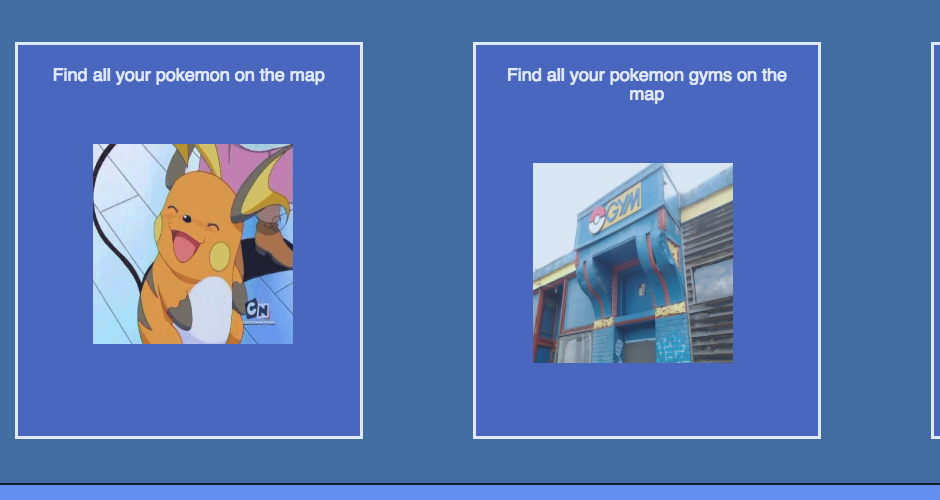 Find all your pokemon on the map
Find all your pokemon gyms on the
map
GYM
CN